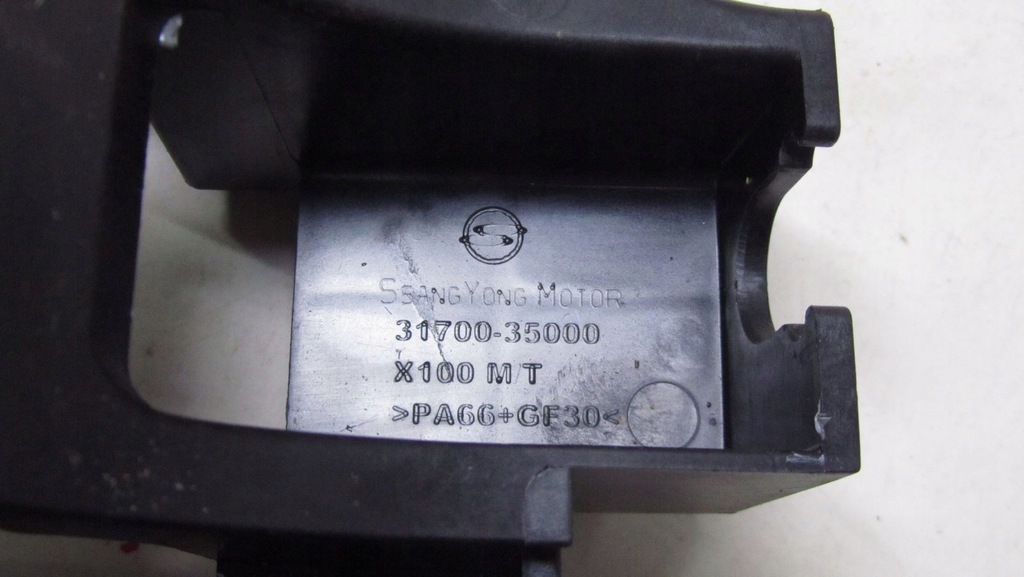 SSANGYONG MOTOR
31700-35000
X100 M/T
>PA66+GF30<